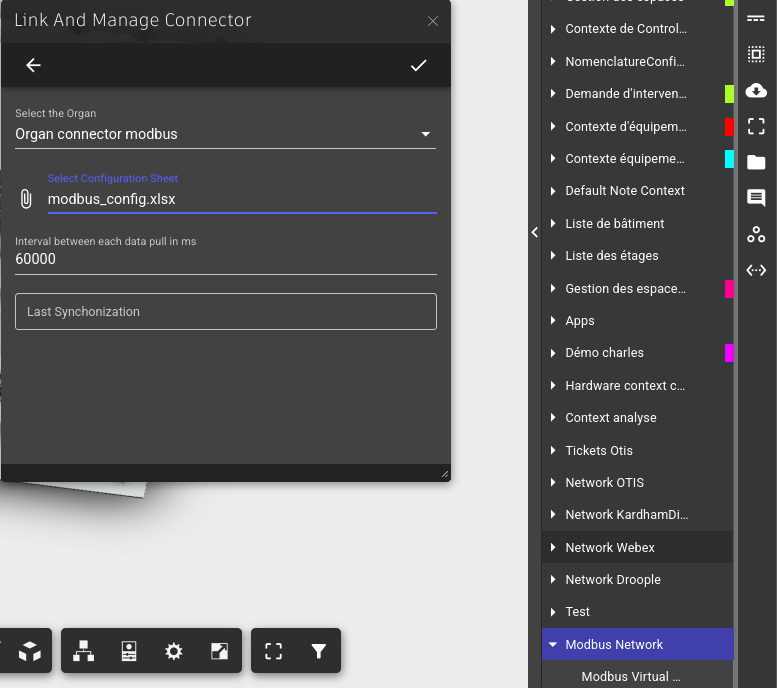 Link And Manage Connector
Select the Organ
Organ connector modbus
Select Configuration Sheet
modbus_config.xlsx
Interval between each data pull in ms
60000
Last Synchonization
Contexte de Control...
NomenclatureConfi...
Demande d'interven...
Contexte d'équipem...
Contexte équipeme...
Default Note Context
Liste de bâtiment
Liste des étages
Gestion des espace...
Apps
Démo charles
Hardware context c...
Context analyse
Tickets Otis
Network OTIS
Network KardhamDi...
Network Webex
Network Droople
Test
Modbus Network
Modbus Virtual ...